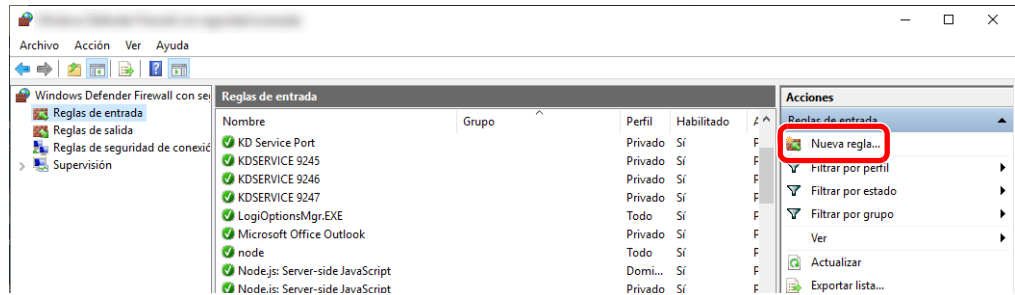 Archivo Acción Ver Ayuda
Windows Defender Firewall con se
Reglas de entrada
Reglas de salida
Reglas de seguridad de conexió
Supervisión
Reglas de entrada
Nombre Grupo Perfil Habilitado
KD Service Port Privado Sí
KDSERVICE 9245 Privado Sí
KDSERVICE 9246 Privado Sí
KDSERVICE 9247 Privado Sí
LogiOptionsMgr.EXE Todo Sí
Microsoft Office Outlook Privado Sí
node Todo Sí
Node.js: Server-side JavaScript Domi... Sí
Node.js: Server-side JavaScript Privado Sí
Acciones
Reglas de entrada
Nueva regla...
Filtrar por perfil
Filtrar por estado
Filtrar por grupo
Ver
Actualizar
Exportar lista...